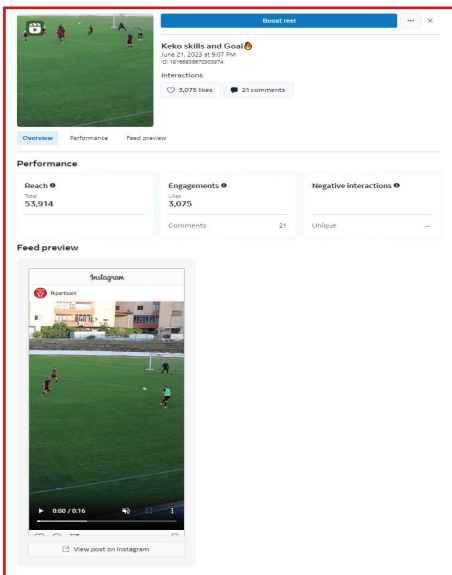 Boost reel
Keko skills and Goal🔥
June 21, 2023 at 9:07 PM
ID: 18166938670303974
Interactions
3,075 likes
21 comments
Overview
Performance
Feed preview
Performance
Reach
Total
53,914
Engagements
Likes
3,075
Comments 21
Negative interactions
Unique --
Feed preview
Instagram
fkpartizani
0:00 / 0:16
View post on Instagram